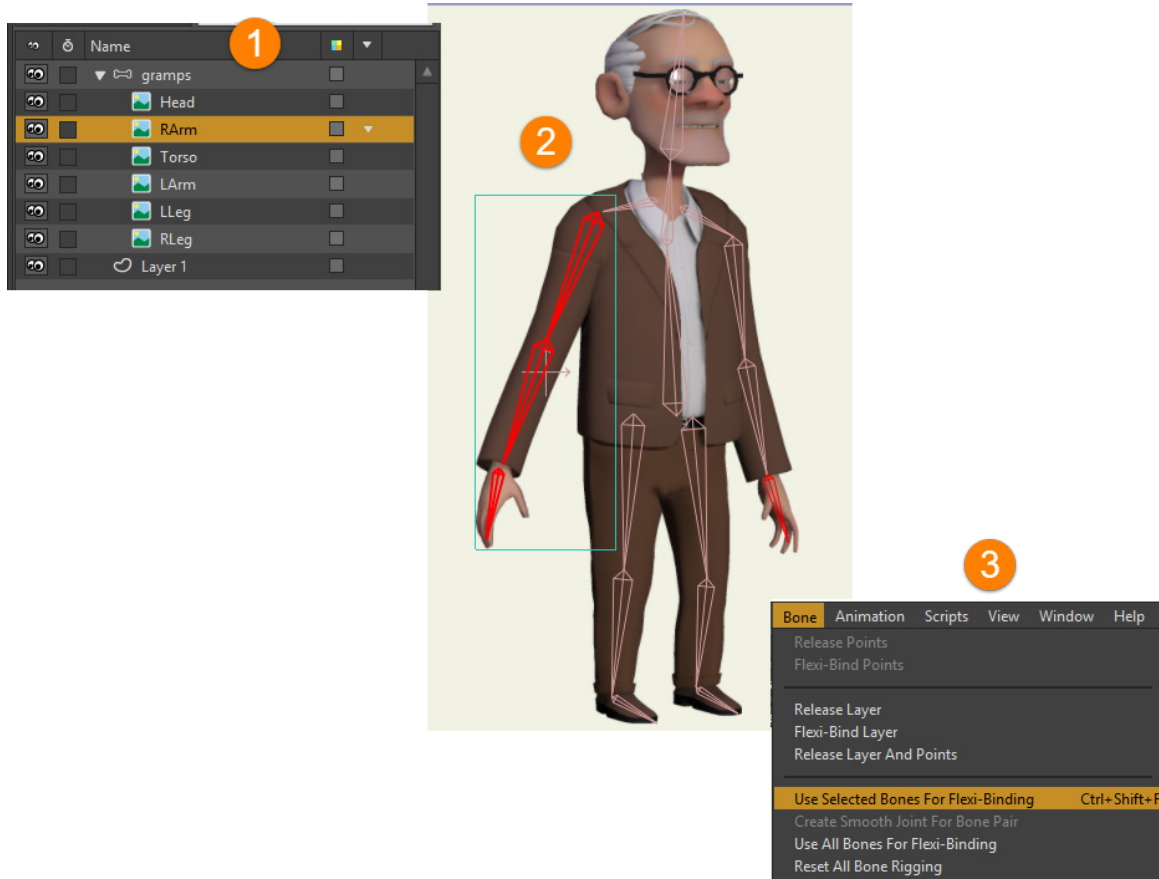 1
Name
gramps
Head
RArm
Torso
LArm
LLeg
RLeg
Layer 1
2
3
Bone Animation Scripts View Window Help
Release Points
Flexi-Bind Points
Release Layer
Flexi-Bind Layer
Release Layer And Points
Use Selected Bones For Flexi-Binding Ctrl+Shift+F
Create Smooth Joint For Bone Pair
Use All Bones For Flexi-Binding
Reset All Bone Rigging